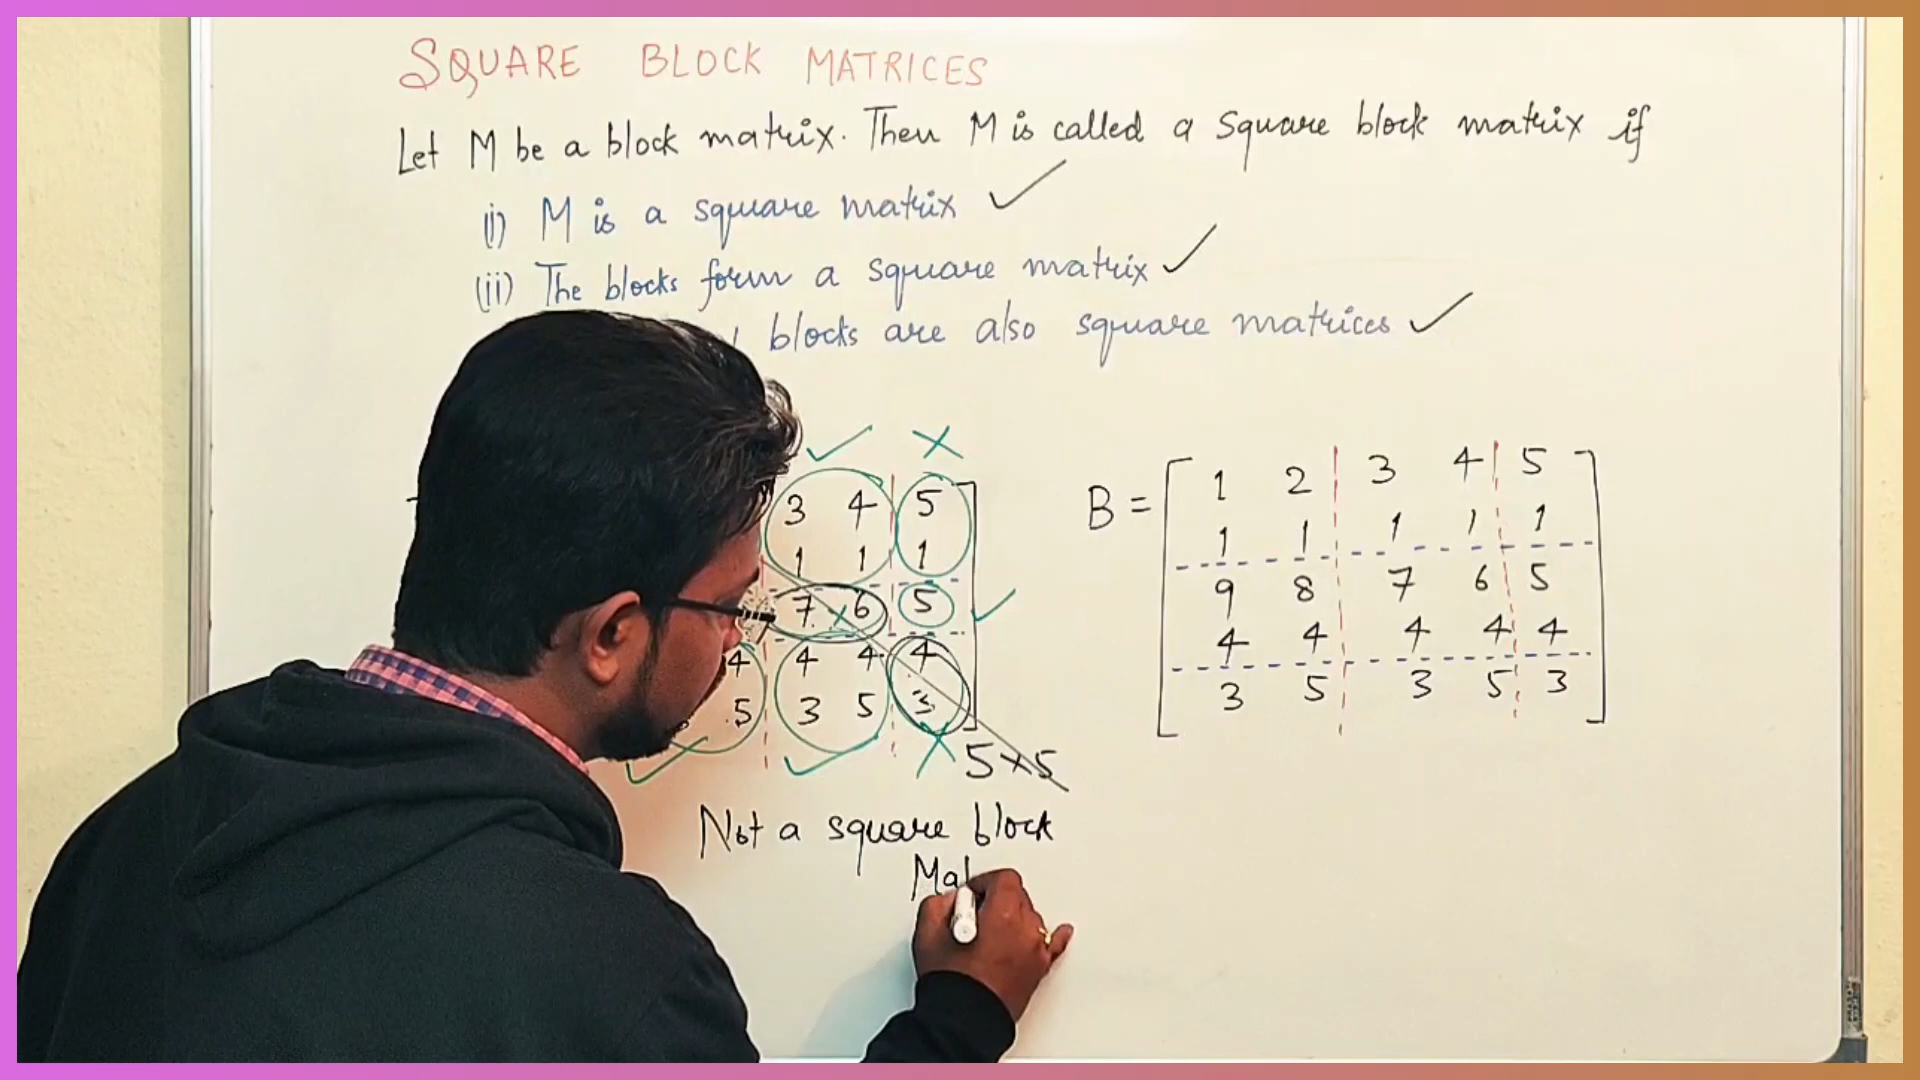 SQUARE BLOCK MATRICES
Let M be a block matrix. Then M is called a square block matrix if
(i) M is a square matrix
(ii) The blocks form a square matrix
blocks are also square matrices
3 4 5
1 1 1
7 6 5
4 4 4 4
5 3 5 3
5×5
Not a square block
Mat
B = 1 2 3 4 5
1 1 1 1 1
9 8 7 6 5
4 4 4 4 4
3 5 3 5 3